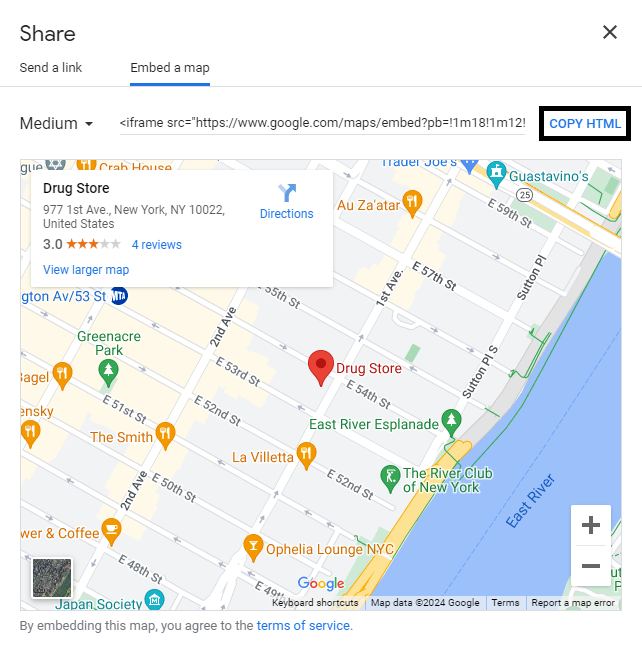 Share
Send a link
Embed a map
Medium
<iframe src="https://www.google.com/maps/embed?pb=!1m18!1m12!
COPY HTML
Crab House
Trader Joe's
Guastavino's
Drug Store
977 1st Ave., New York, NY 10022,
United States
3.0
4 reviews
View larger map
Directions
Au Za'atar
25
E 59th St
E 57th St
Sutton Pl
1st Ave.
ngton Av/53 St
MTA
E 55th St
2nd Ave
Greenacre
Park
E 53rd St
Drug Store
E 54th St
Sutton Pl S
Bagel
E 51st St
E 52nd St
ensky
The Smith
East River Esplanade
La Villetta
The River Club
of New York
E 52nd St
E 50th St
2nd Ave
East River
wer & Coffee
Ophelia Lounge NYC
E 48th St
E 49th
Japan Society
Google
Keyboard shortcuts
Map data ©2024 Google
Terms
Report a map error
By embedding this map, you agree to the terms of service.